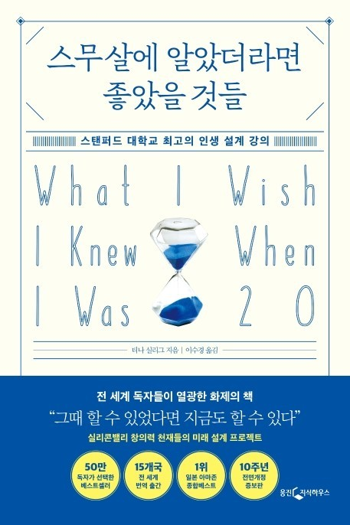 스무 살에 알았더라면
좋았을 것들
스탠퍼드 대학교 최고의 인생 설계 강의
What I Wish
I Knew When
I Was 20
티나 실리그 지음 | 이수경 옮김
전 세계 독자들이 열광한 화제의 책
“그때 할 수 있었다면 지금도 할 수 있다”
실리콘밸리 창의력 천재들의 미래 설계 프로젝트
50만
독자가 선택한
베스트셀러
15개국
전 세계
번역 출간
1위
일본 아마존
종합베스트
10주년
전면개정
증보판
웅진 지식하우스